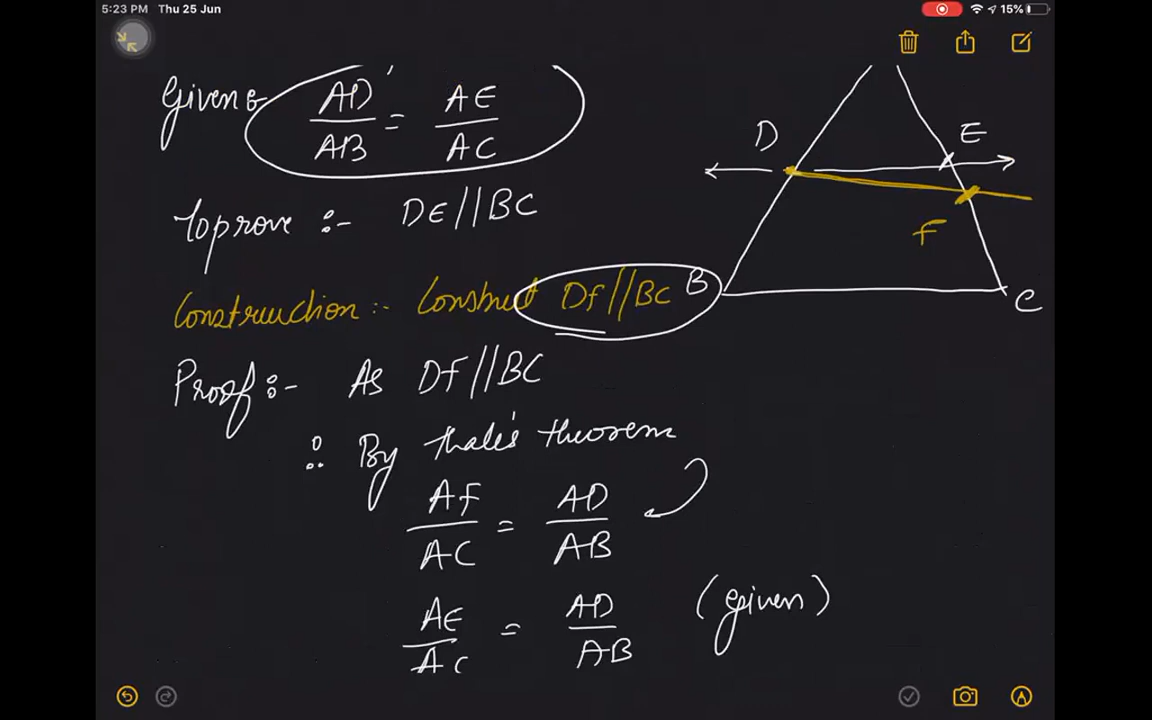 5:23 PM Thu 25 Jun
15%
Given:- AD/AB = AE/AC
To prove :- DE//BC
Construction :- Construct DF//BC
Proof :- As DF//BC
∴ By Thale's theorem
AF/AC = AD/AB
AE/AC = AD/AB (given)
D
E
F
B
C